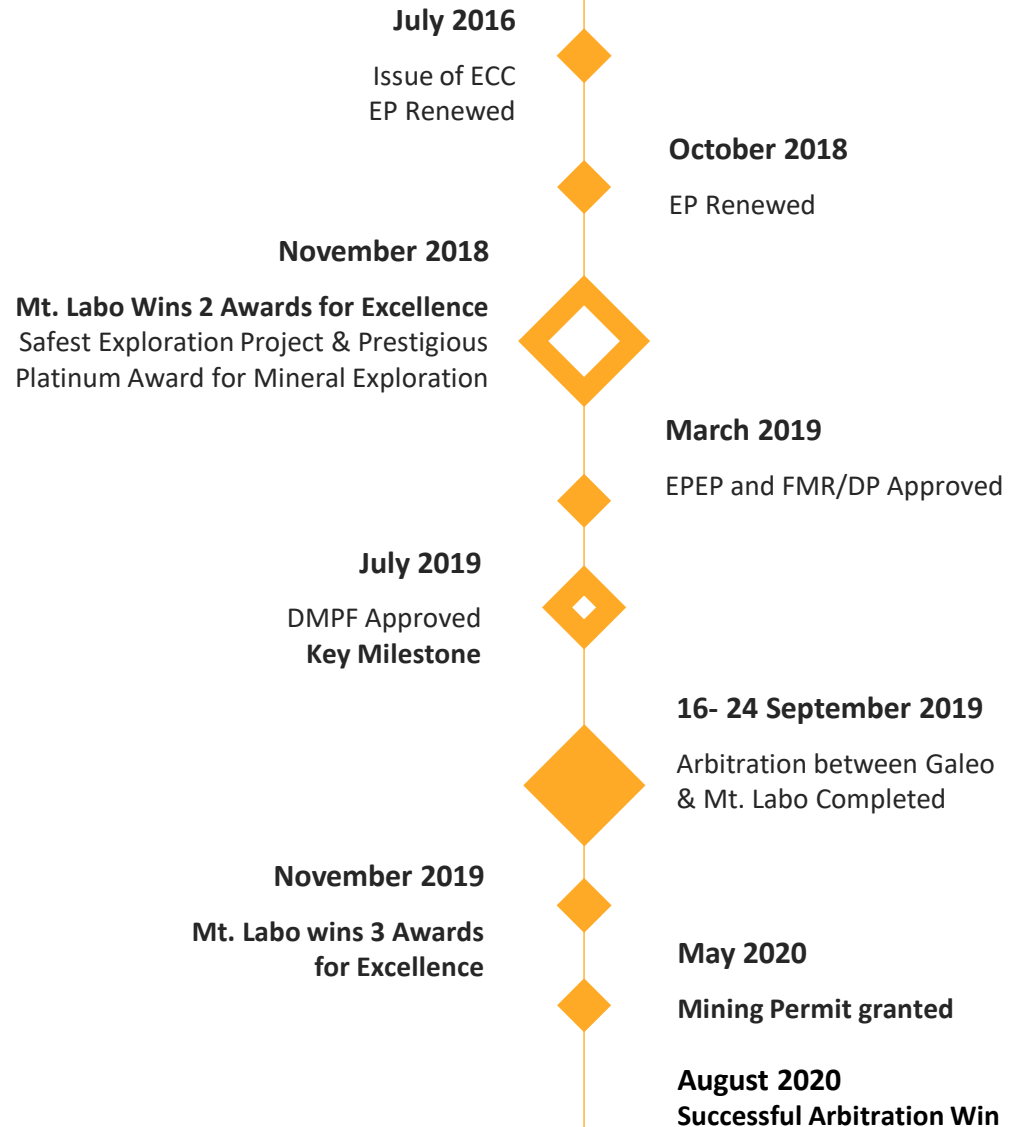 July 2016
Issue of ECC
EP Renewed
October 2018
EP Renewed
November 2018
Mt. Labo Wins 2 Awards for Excellence
Safest Exploration Project & Prestigious
Platinum Award for Mineral Exploration
March 2019
EPEP and FMR/DP Approved
July 2019
DMPF Approved
Key Milestone
16- 24 September 2019
Arbitration between Galeo
& Mt. Labo Completed
November 2019
Mt. Labo wins 3 Awards
for Excellence
May 2020
Mining Permit granted
August 2020
Successful Arbitration Win